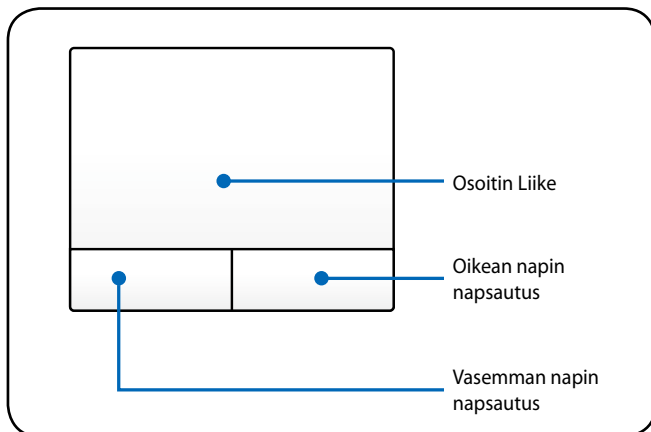 Osoitin Liike
Oikean napin
napsautus
Vasemman napin
napsautus